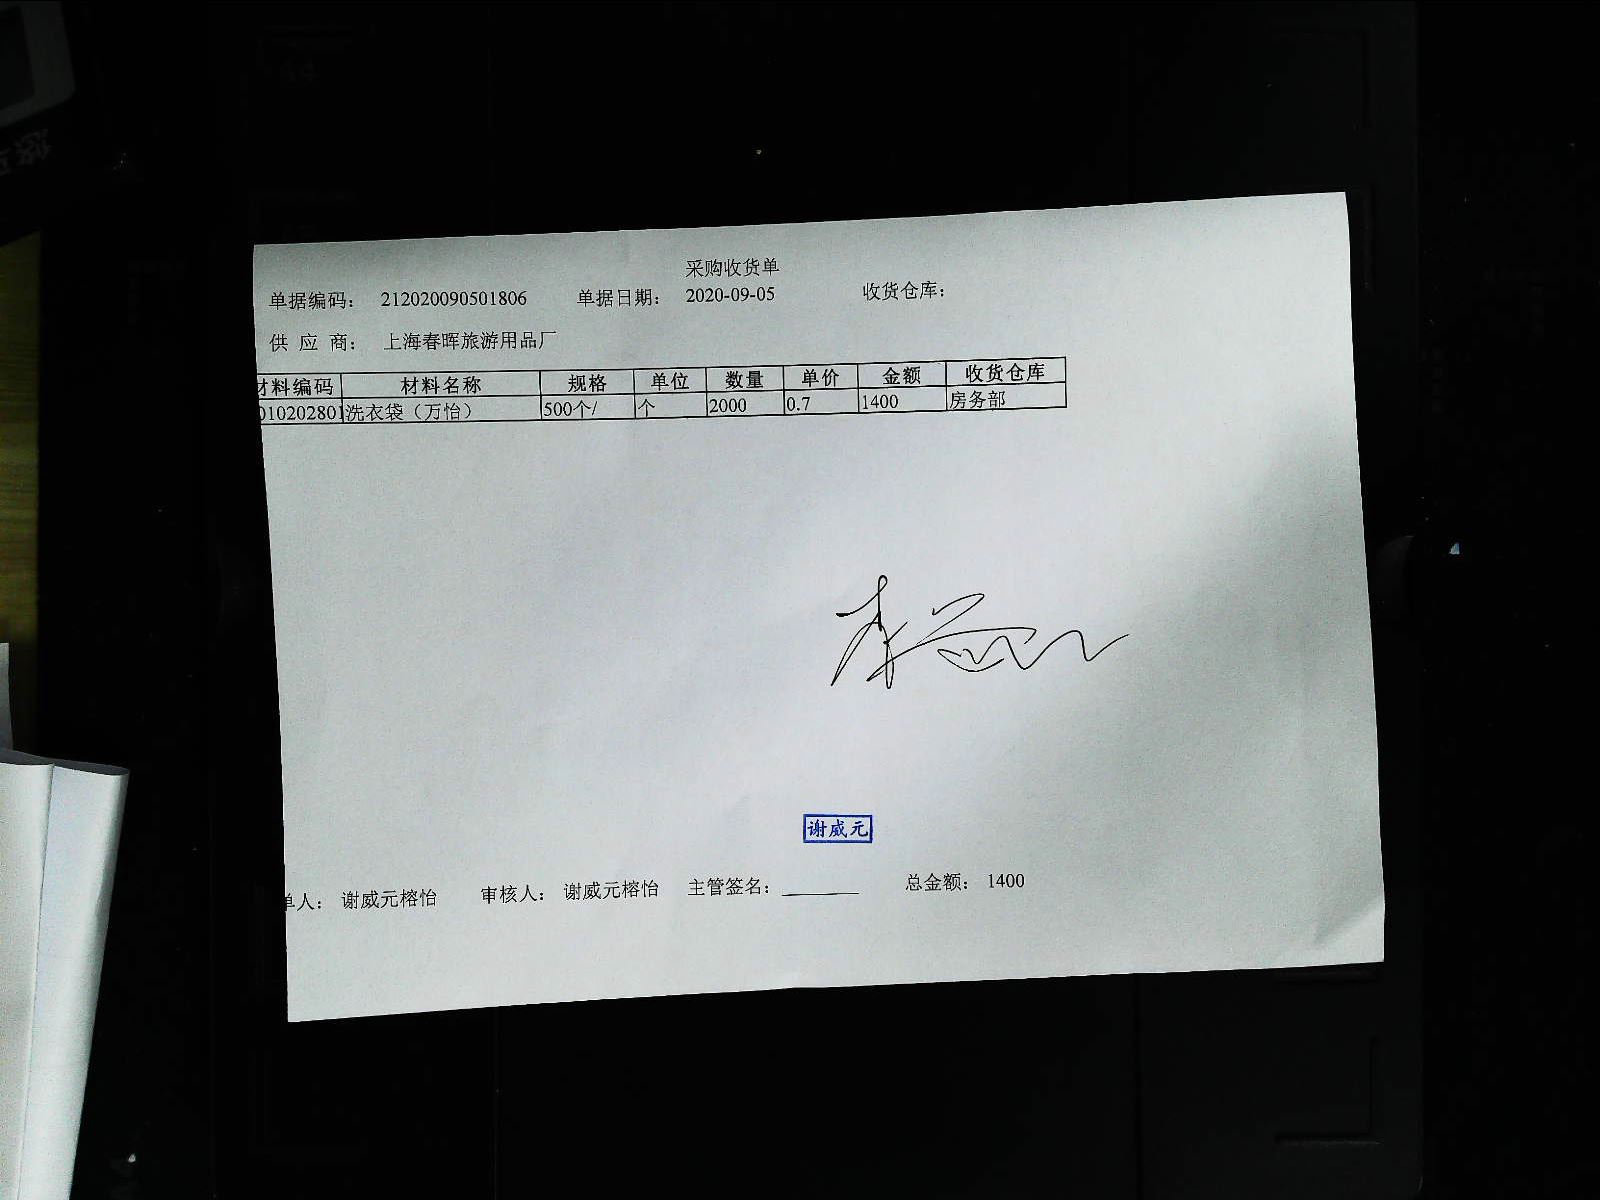 采购收货单
单据编码： 212020090501806 单据日期： 2020-09-05 收货仓库：
供 应 商： 上海春晖旅游用品厂
材料编码 材料名称 规格 单位 数量 单价 金额 收货仓库
010202801 洗衣袋（万怡） 500个/ 个 2000 0.7 1400 房务部
谢威元
单人： 谢威元榕怡 审核人： 谢威元榕怡 主管签名： 总金额： 1400